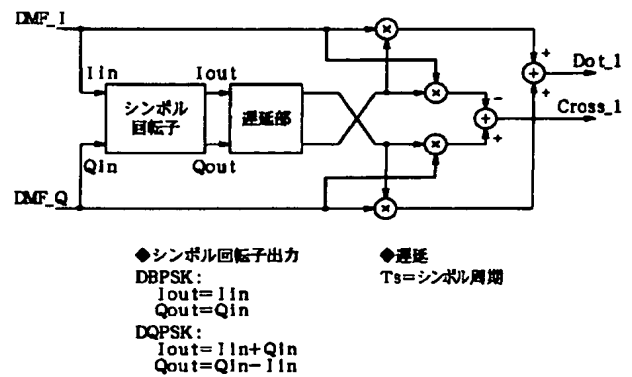 DMF_I
Iin
Iout
シンボル
回転子
遅延部
Qin
Qout
DMF_Q
×
×
×
×
+
+
+
-
+
+
Dot_1
Cross_1
◆シンボル回転子出力
DBPSK:
Iout=Iin
Qout=Qin
DQPSK:
Iout=Iin+Qin
Qout=Qin-Iin
◆遅延
Ts=シンボル周期